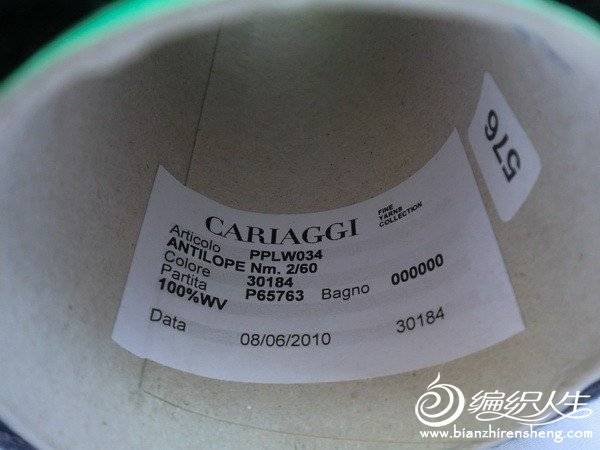 CARIAGGI
FINE
YARNS
COLLECTION
Articolo PPLW034
ANTILOPE Nm. 2/60
Colore 30184
Partita P65763 Bagno 000000
100%WV
Data 08/06/2010 30184
576
编织人生
www.bianzhirensheng.com